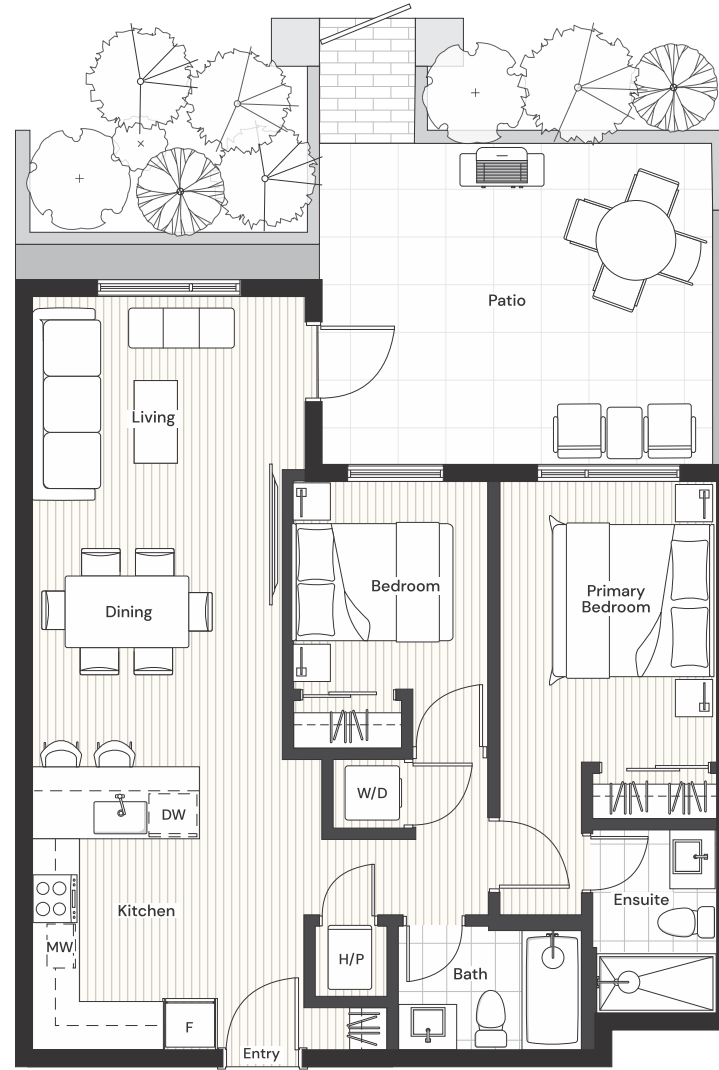 Patio
Living
Bedroom
Primary
Bedroom
Dining
W/D
DW
Kitchen
Ensuite
MW
H/P
Bath
F
Entry